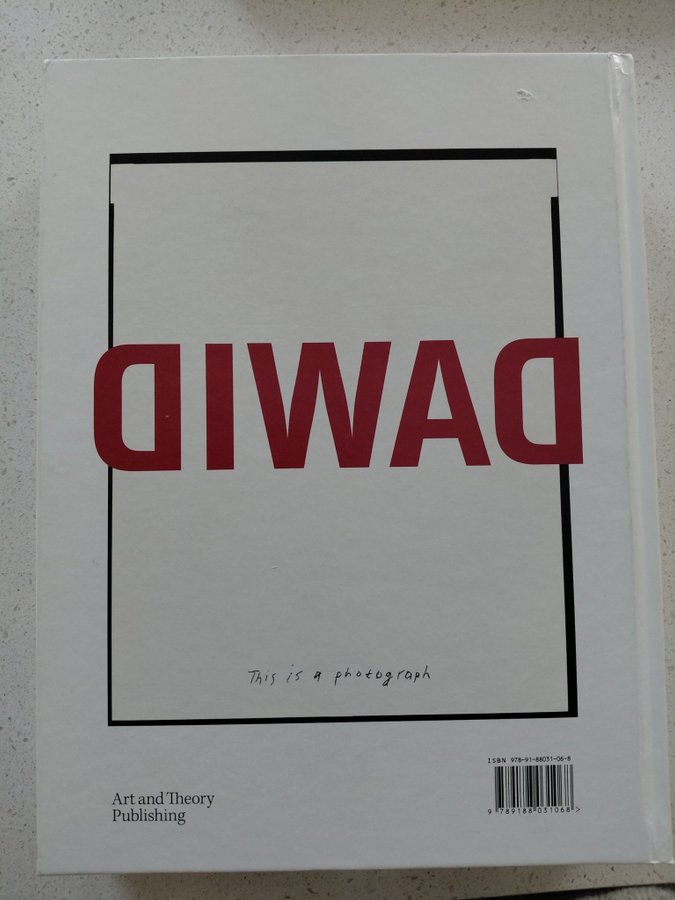 DAWID
This is a photograph
ISBN 978-91-88031-06-8
9 789188 031068 >
Art and Theory
Publishing